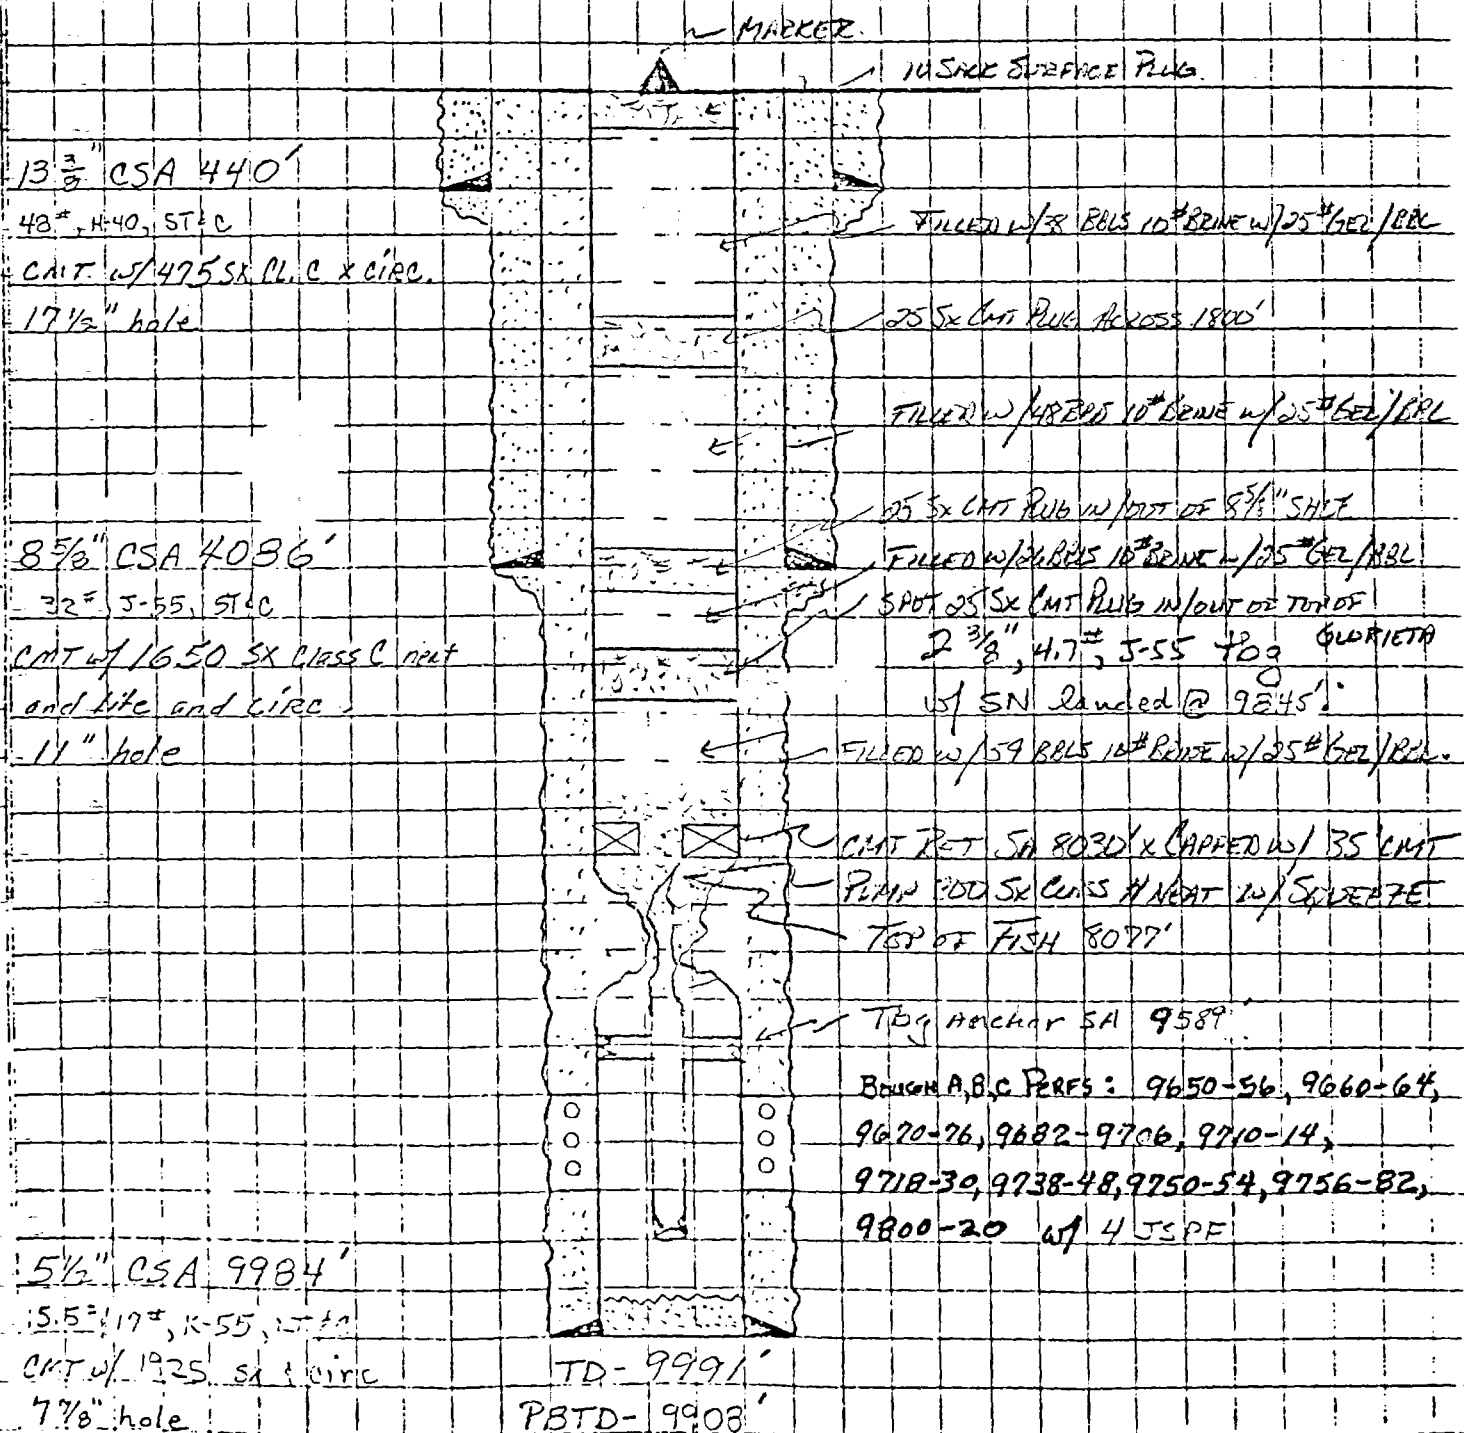 MARKER
10 SACK SURFACE PLUG
13 3/8" CSA 440'
48#, H-40, ST&C
CMT. W/ 475 SX CL. C X CIRC.
17 1/2" hole
FILLED W/ 38 BBLS 10# BRINE W/ 25# GEL/BBL
25 SX CMT PLUG ACROSS 1800'
FILLED W/ 48 BBLS 10# BRINE W/ 25# GEL/BBL
25 SX CMT PLUG IN/OUT OF 8 5/8" SHOE
8 5/8" CSA 4086'
32#, J-55, ST&C
CMT w/ 1650 SX Class C neat
and Lite and CIRC.
11" hole
FILLED W/ 26 BBLS 10# BRINE W/ 25# GEL/BBL
SPOT 25 SX CMT PLUG IN/OUT OF TOP OF
GLORIETA
2 3/8", 4.7#, J-55 tbg
w/ SN landed @ 9845'.
FILLED W/ 59 BBLS 10# BRINE W/ 25# GEL/BBL.
CMT RET SA 8030' X CAPPED W/ 35' CMT
PUMP SX CLASS H NEAT W/ SQUEEZE
TOP OF FISH 8077'
Tbg Anchor SA 9589'
BOUGH A,B,C PERFS: 9650-56, 9660-64,
9670-76, 9682-9706, 9710-14,
9718-30, 9738-48, 9750-54, 9756-82,
9800-20 w/ 4 JSPF
5 1/2" CSA 9984'
15.5#, 17#, K-55,
CMT w/ 1925 sx & circ
7 7/8" hole
TD- 9991'
PBTD- 9908'